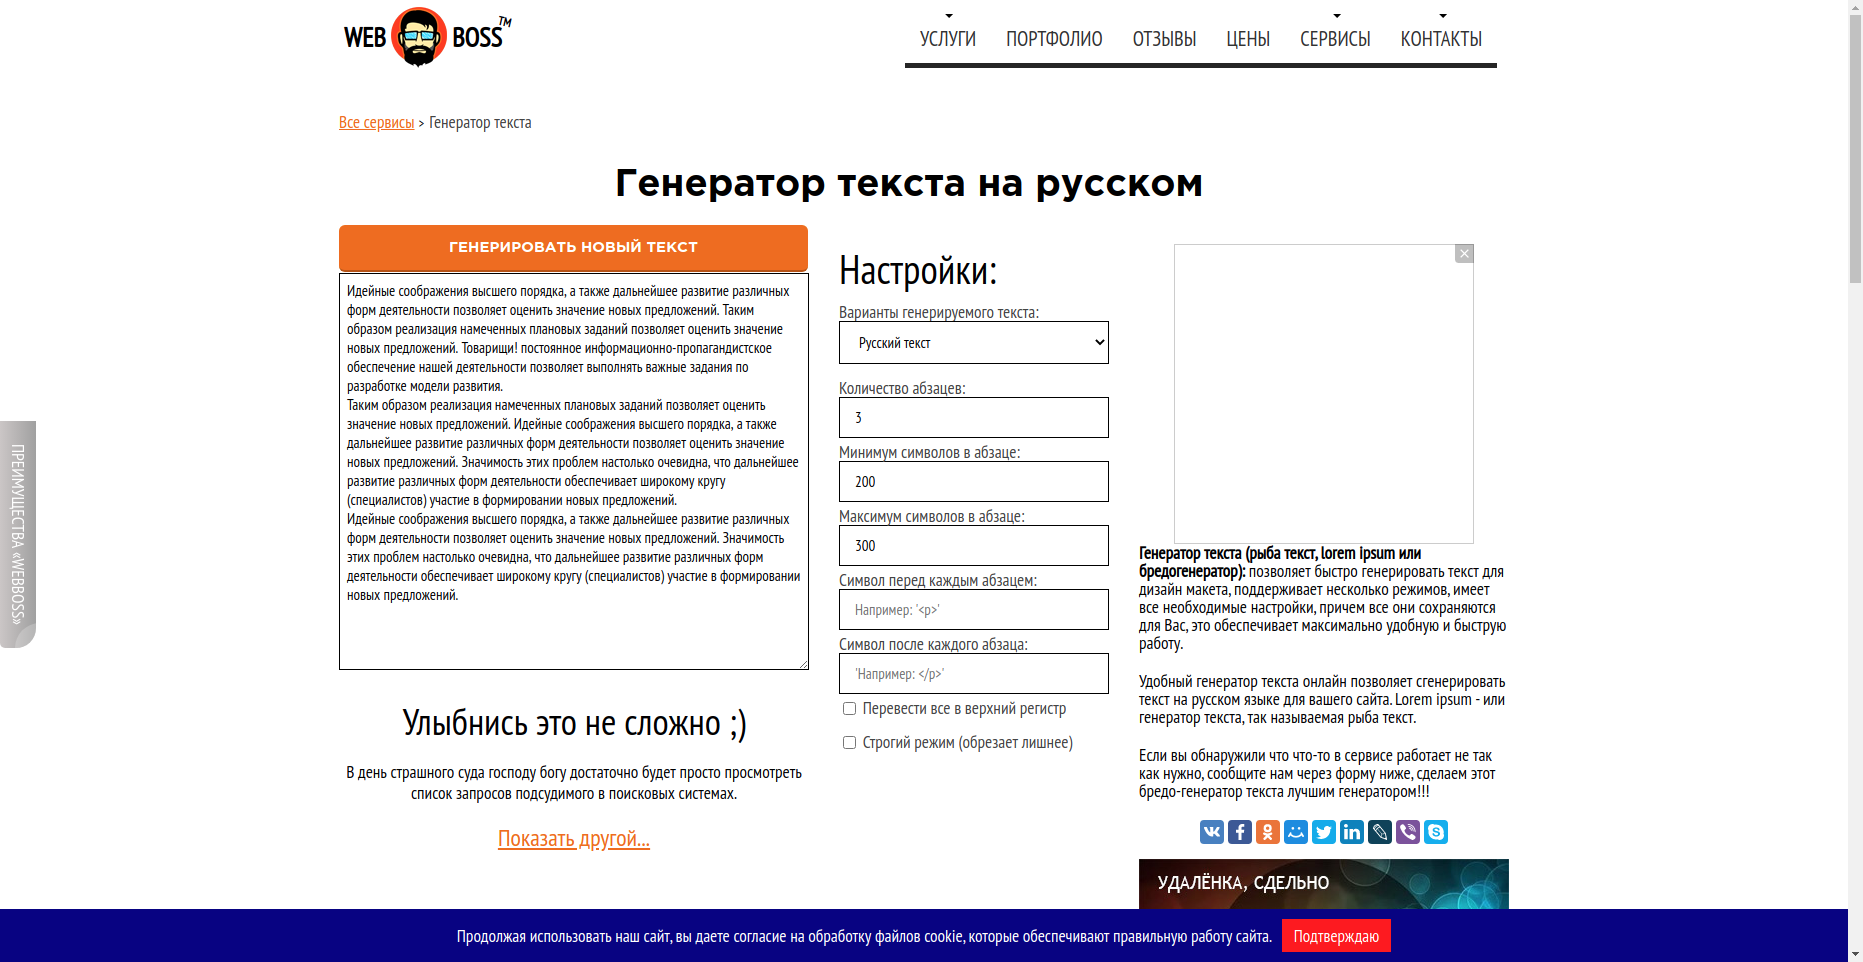 WEB BOSS™
УСЛУГИ ПОРТФОЛИО ОТЗЫВЫ ЦЕНЫ СЕРВИСЫ КОНТАКТЫ
Все сервисы > Генератор текста
Генератор текста на русском
ГЕНЕРИРОВАТЬ НОВЫЙ ТЕКСТ
Идейные соображения высшего порядка, а также дальнейшее развитие различных
форм деятельности позволяет оценить значение новых предложений. Таким
образом реализация намеченных плановых заданий позволяет оценить значение
новых предложений. Товарищи! постоянное информационно-пропагандистское
обеспечение нашей деятельности позволяет выполнять важные задания по
разработке модели развития.
Таким образом реализация намеченных плановых заданий позволяет оценить
значение новых предложений. Идейные соображения высшего порядка, а также
дальнейшее развитие различных форм деятельности позволяет оценить значение
новых предложений. Значимость этих проблем настолько очевидна, что дальнейшее
развитие различных форм деятельности обеспечивает широкому кругу
(специалистов) участие в формировании новых предложений.
Идейные соображения высшего порядка, а также дальнейшее развитие различных
форм деятельности позволяет оценить значение новых предложений. Значимость
этих проблем настолько очевидна, что дальнейшее развитие различных форм
деятельности обеспечивает широкому кругу (специалистов) участие в формировании
новых предложений.
Улыбнись это не сложно ;)
В день страшного суда господу богу достаточно будет просто просмотреть
список запросов подсудимого в поисковых системах.
Показать другой...
Настройки:
Варианты генерируемого текста:
Русский текст
Количество абзацев:
3
Минимум символов в абзаце:
200
Максимум символов в абзаце:
300
Символ перед каждым абзацем:
Например: '<p>'
Символ после каждого абзаца:
'Например: </p>'
Перевести все в верхний регистр
Строгий режим (обрезает лишнее)
Генератор текста (рыба текст, lorem ipsum или
бредогенератор): позволяет быстро генерировать текст для
дизайн макета, поддерживает несколько режимов, имеет
все необходимые настройки, причем все они сохраняются
для Вас, это обеспечивает максимально удобную и быструю
работу.
Удобный генератор текста онлайн позволяет сгенерировать
текст на русском языке для вашего сайта. Lorem ipsum - или
генератор текста, так называемая рыба текст.
Если вы обнаружили что что-то в сервисе работает не так
как нужно, сообщите нам через форму ниже, сделаем этот
бредо-генератор текста лучшим генератором!!!
УДАЛЁНКА, СДЕЛЬНО
ПРЕИМУЩЕСТВА «WEBBOSS»
Продолжая использовать наш сайт, вы даете согласие на обработку файлов cookie, которые обеспечивают правильную работу сайта. Подтверждаю